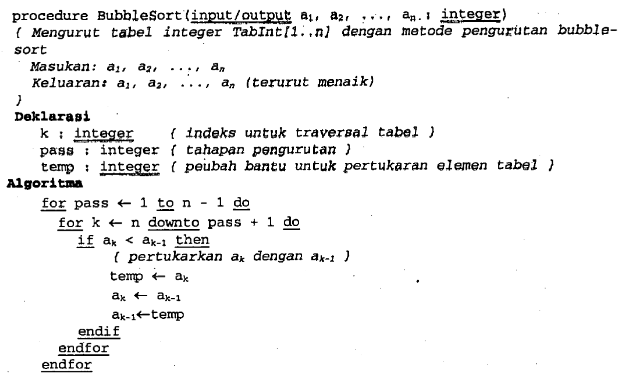 procedure BubbleSort(input/output a₁, a₂, ..., aₙ. : integer)
{ Mengurut tabel integer TabInt[1..n] dengan metode pengurutan bubble-
sort
Masukan: a₁, a₂, ..., aₙ
Keluaran: a₁, a₂, ..., aₙ (terurut menaik)
}
Deklarasi
k : integer { indeks untuk traversal tabel }
pass : integer { tahapan pengurutan }
temp : integer { peubah bantu untuk pertukaran elemen tabel }
Algoritma
for pass ← 1 to n - 1 do
for k ← n downto pass + 1 do
if aₖ < aₖ₋₁ then
{ pertukarkan aₖ dengan aₖ₋₁ }
temp ← aₖ
aₖ ← aₖ₋₁
aₖ₋₁←temp
endif
endfor
endfor